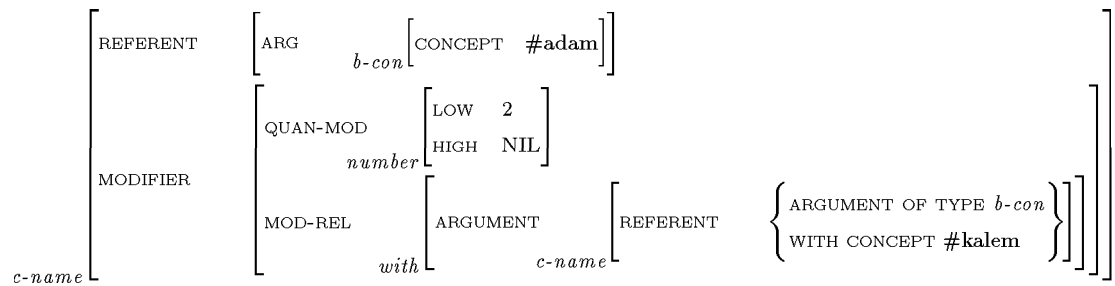 REFERENT ARG b-con CONCEPT #adam
QUAN-MOD number LOW 2
HIGH NIL
MODIFIER
MOD-REL with ARGUMENT c-name REFERENT ARGUMENT OF TYPE b-con
WITH CONCEPT #kalem
c-name